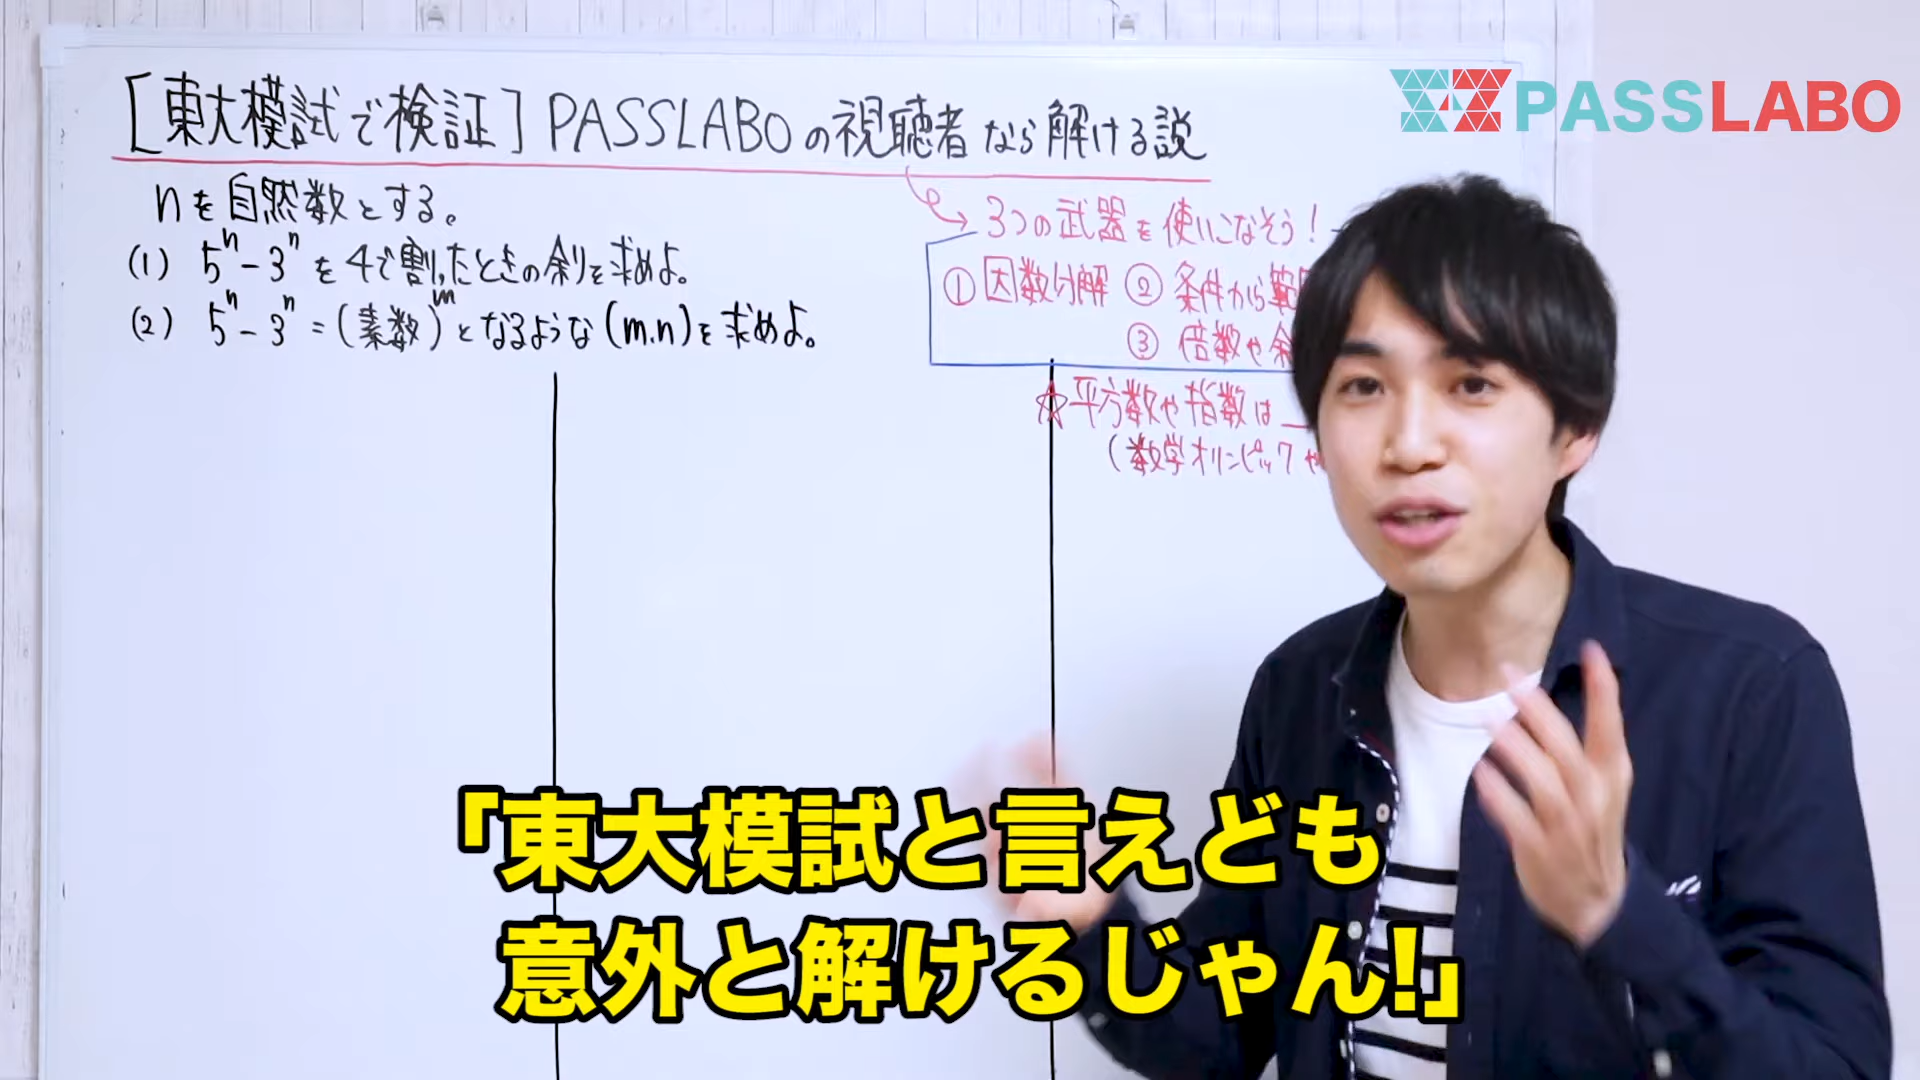 [東大模試で検証] PASSLABOの視聴者なら解ける説
PASSLABO
nを自然数とする。
(1) 5^n - 3^n を4で割ったときの余りを求めよ。
(2) 5^n - 3^n = (素数)^m となるような (m.n)を求めよ。
3つの武器を使いこなそう!
① 因数分解 ② 条件から範
③ 倍数や余
☆平方数や指数は
(数学オリンピックや
「東大模試と言えども
意外と解けるじゃん!」